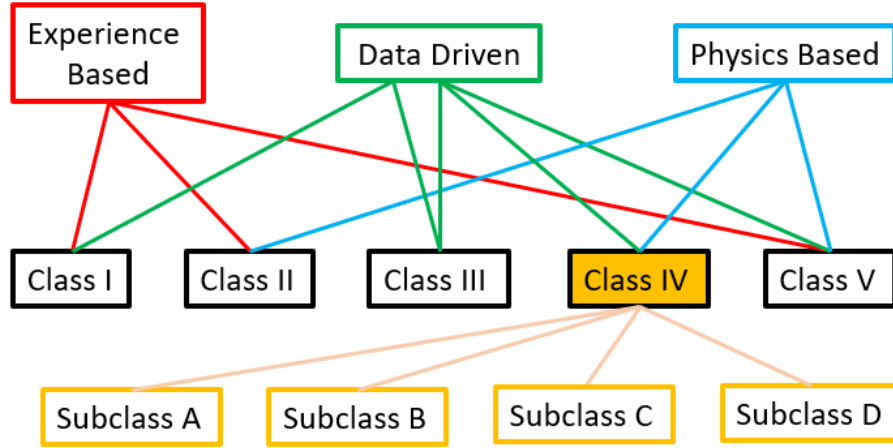 Experience
Based
Data Driven
Physics Based
Class I
Class II
Class III
Class IV
Class V
Subclass A
Subclass B
Subclass C
Subclass D